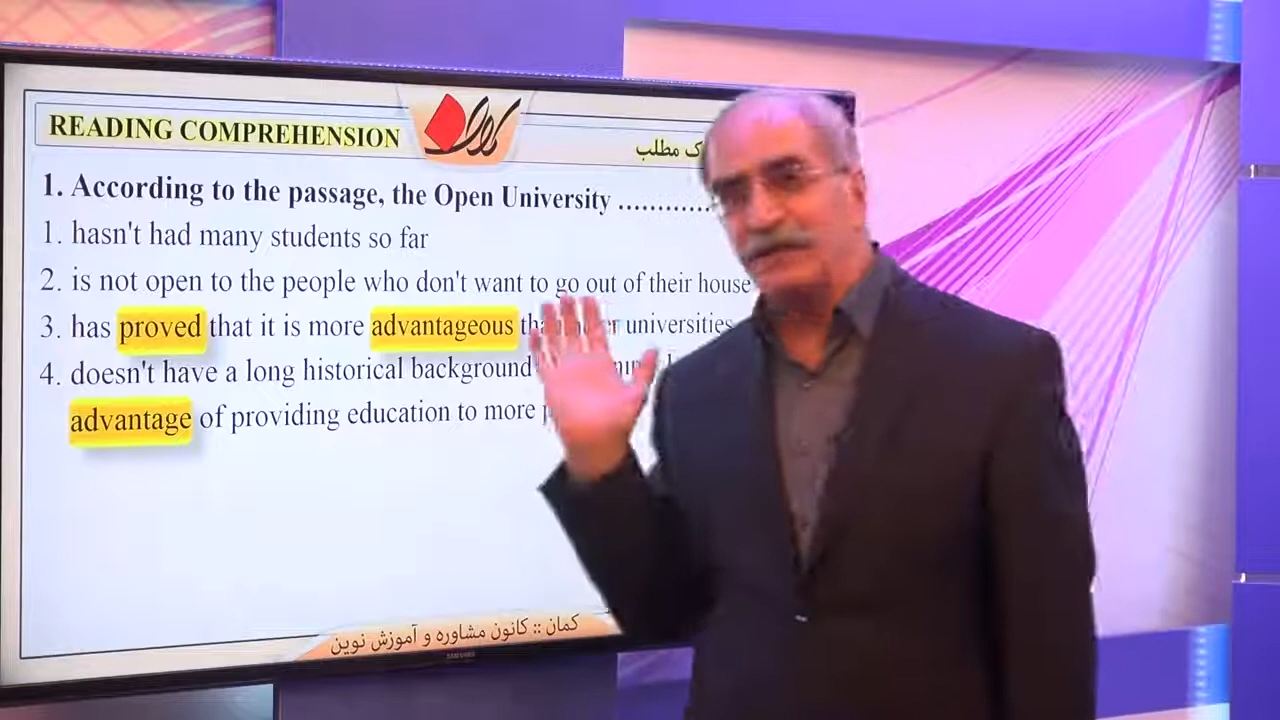 READING COMPREHENSION
مطلب
1. According to the passage, the Open University ............
1. hasn't had many students so far
2. is not open to the people who don't want to go out of their house
3. has proved that it is more advantageous than other universities
4. doesn't have a long historical background
advantage of providing education to more
کمان :: کانون مشاوره و آموزش نوین
SAMSUNG